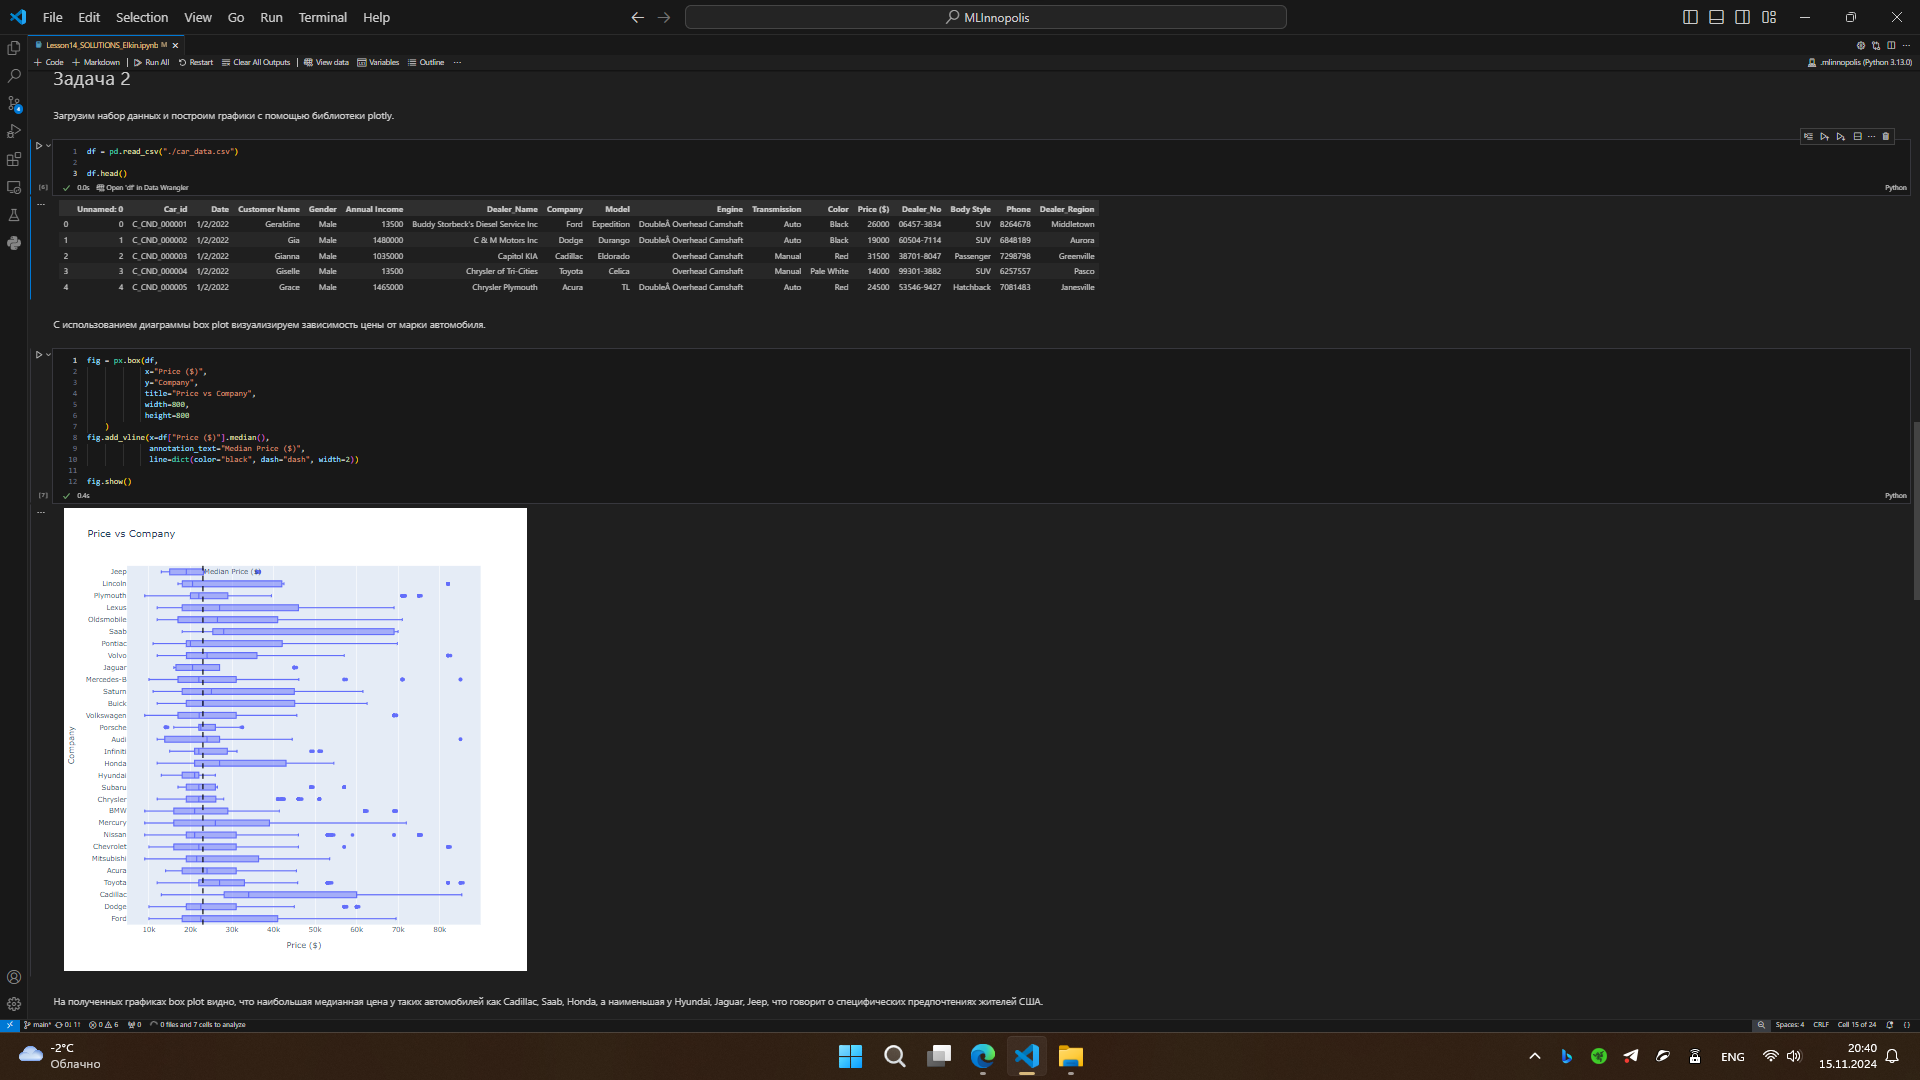 File Edit Selection View Go Run Terminal Help
MLInnopolis
Lesson14_SOLUTIONS_Elkin.ipynb M
Code Markdown Run All Restart Clear All Outputs View data Variables Outline ...
.mlinnopolis (Python 3.13.0)
Задача 2
Загрузим набор данных и построим графики с помощью библиотеки plotly.
1 df = pd.read_csv("./car_data.csv")
2
3 df.head()
[6] 0.0s Open 'df' in Data Wrangler
Python
Unnamed: 0 Car_id Date Customer Name Gender Annual Income Dealer_Name Company Model Engine Transmission Color Price ($) Dealer_No Body Style Phone Dealer_Region
0 0 C_CND_000001 1/2/2022 Geraldine Male 13500 Buddy Storbeck's Diesel Service Inc Ford Expedition DoubleÂ Overhead Camshaft Auto Black 26000 06457-3834 SUV 8264678 Middletown
1 1 C_CND_000002 1/2/2022 Gia Male 1480000 C & M Motors Inc Dodge Durango DoubleÂ Overhead Camshaft Auto Black 19000 60504-7114 SUV 6848189 Aurora
2 2 C_CND_000003 1/2/2022 Gianna Male 1035000 Capitol KIA Cadillac Eldorado Overhead Camshaft Manual Red 31500 38701-8047 Passenger 7298798 Greenville
3 3 C_CND_000004 1/2/2022 Giselle Male 13500 Chrysler of Tri-Cities Toyota Celica Overhead Camshaft Manual Pale White 14000 99301-3882 SUV 6257557 Pasco
4 4 C_CND_000005 1/2/2022 Grace Male 1465000 Chrysler Plymouth Acura TL DoubleÂ Overhead Camshaft Auto Red 24500 53546-9427 Hatchback 7081483 Janesville
С использованием диаграммы box plot визуализируем зависимость цены от марки автомобиля.
1 fig = px.box(df,
2 x="Price ($)",
3 y="Company",
4 title="Price vs Company",
5 width=800,
6 height=800
7 )
8 fig.add_vline(x=df["Price ($)"].median(),
9 annotation_text="Median Price ($)",
10 line=dict(color="black", dash="dash", width=2))
11
12 fig.show()
[7] 0.4s
Python
Price vs Company
Jeep
Median Price (
Lincoln
Plymouth
Lexus
Oldsmobile
Saab
Pontiac
Volvo
Jaguar
Mercedes-B
Saturn
Buick
Volkswagen
Porsche
Audi
Infiniti
Honda
Hyundai
Subaru
Chrysler
BMW
Mercury
Nissan
Chevrolet
Mitsubishi
Acura
Toyota
Cadillac
Dodge
Ford
Company
10k 20k 30k 40k 50k 60k 70k 80k
Price ($)
На полученных графиках box plot видно, что наибольшая медианная цена у таких автомобилей как Cadillac, Saab, Honda, а наименьшая у Hyundai, Jaguar, Jeep, что говорит о специфических предпочтениях жителей США.
main* 0↓ 1↑ 0 6 0 0 files and 7 cells to analyze
Spaces: 4 CRLF Cell 15 of 24
-2°C
Облачно
ENG
20:40
15.11.2024